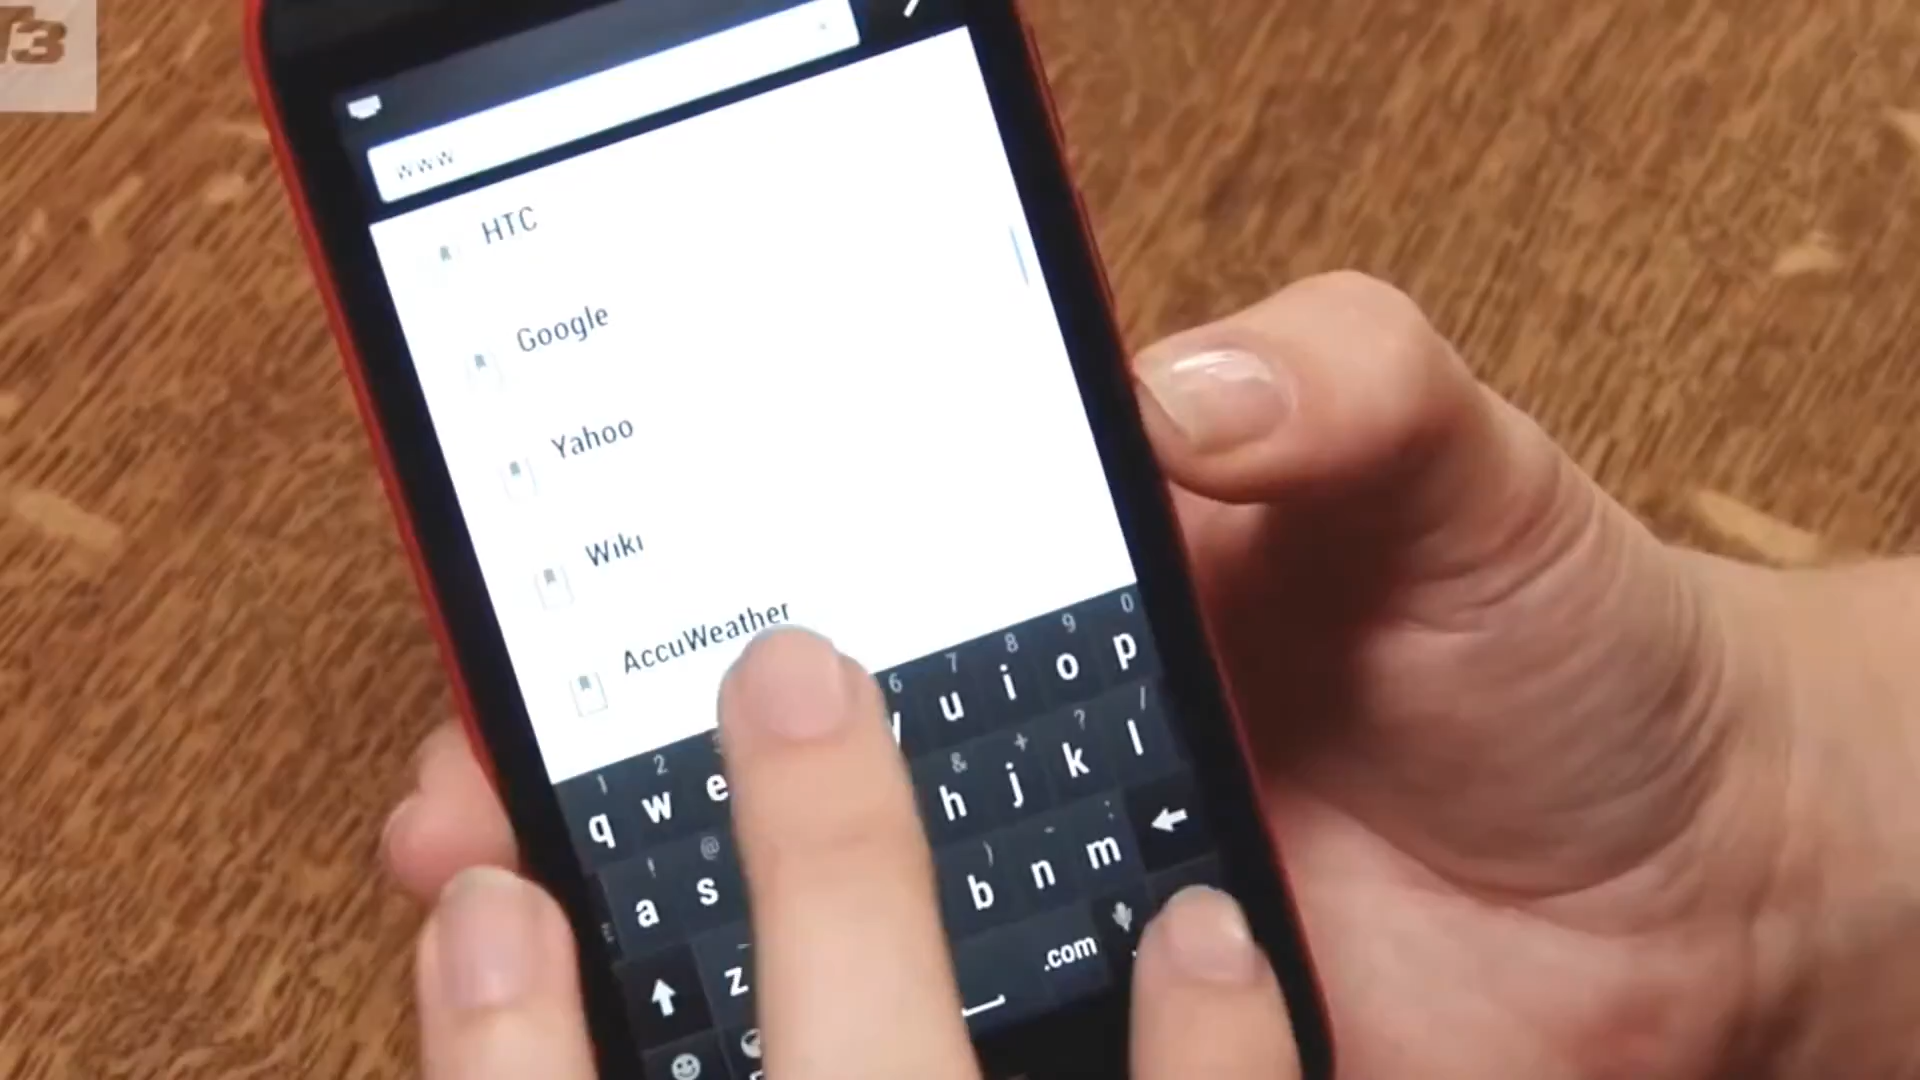 T3
www
HTC
Google
Yahoo
Wiki
AccuWeather
1 2 6 7 8 9 0
q w e y u i o p
! @ & + ? /
a s h j k l
z b n m
.com